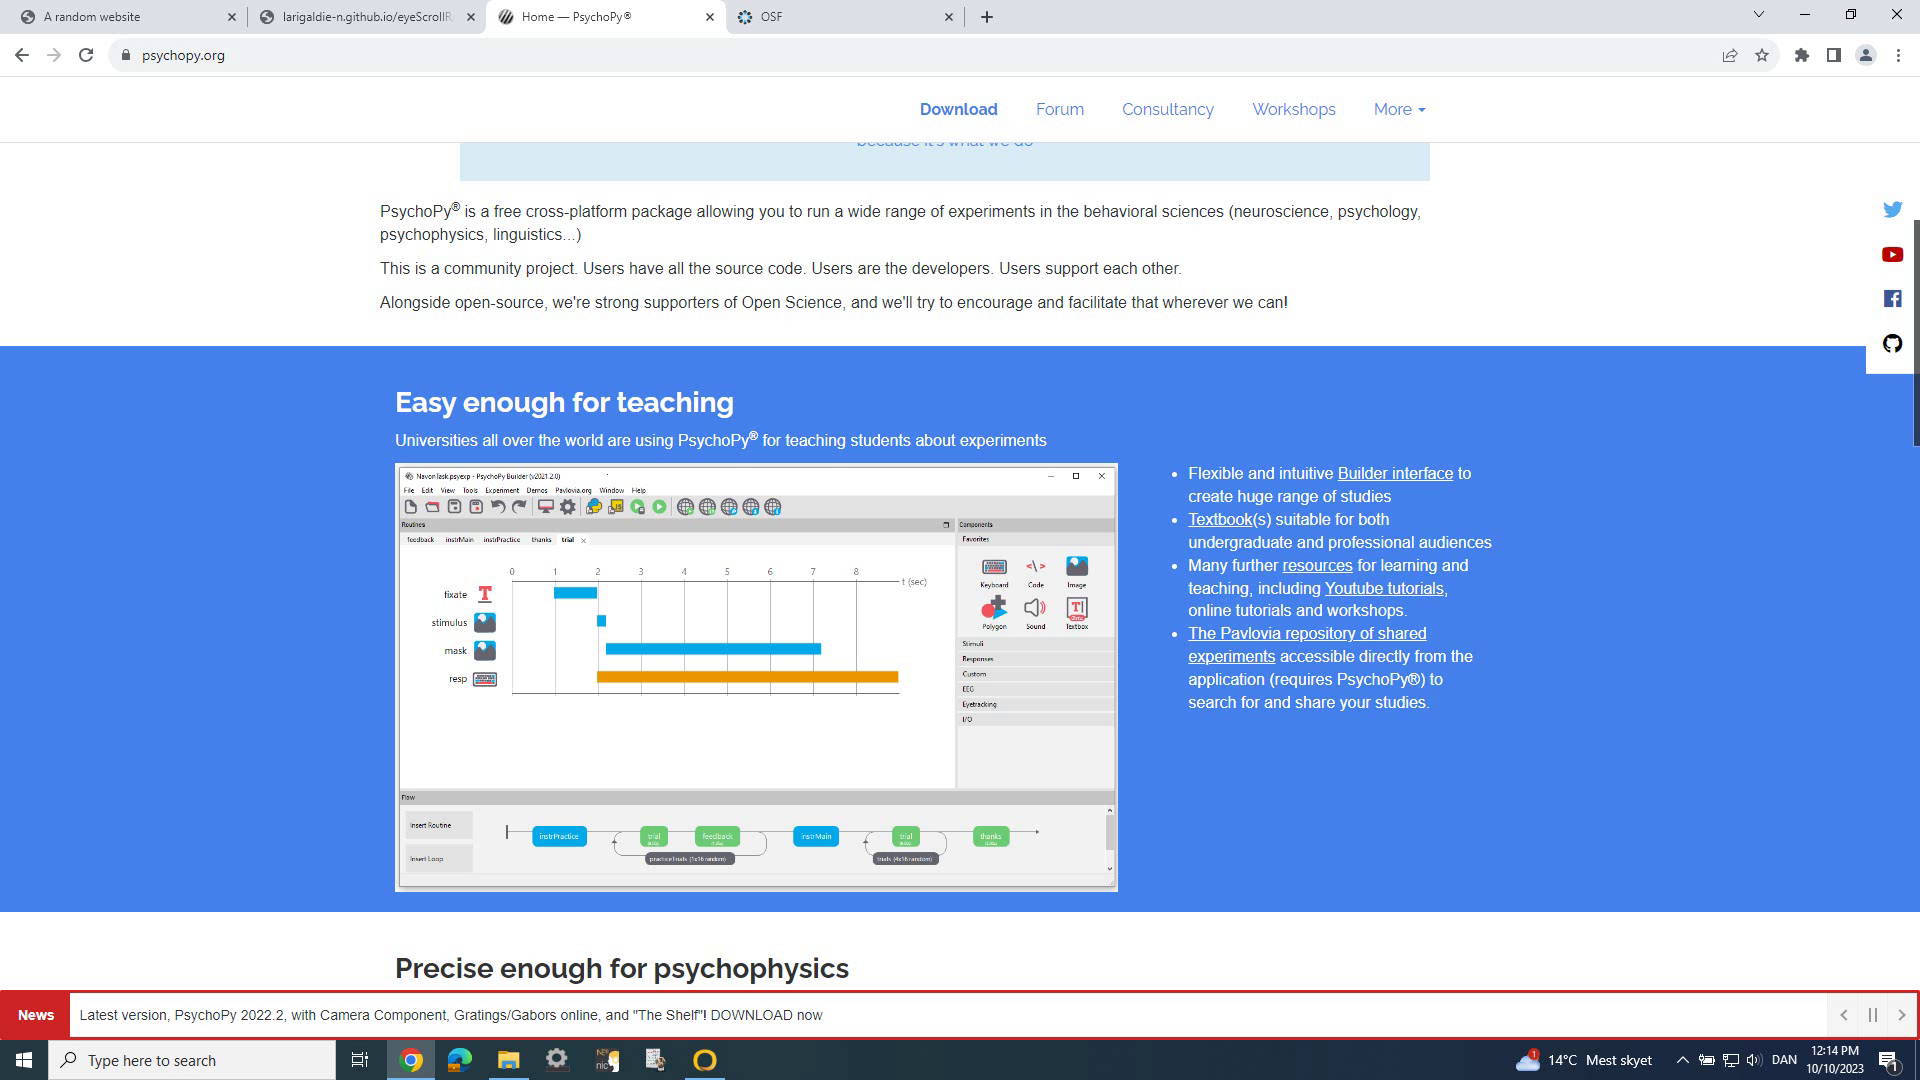 A random website
larigaldie-n.github.io/eyeScrollR
Home — PsychoPy®
OSF
psychopy.org
Download Forum Consultancy Workshops More
because it's what we do
PsychoPy® is a free cross-platform package allowing you to run a wide range of experiments in the behavioral sciences (neuroscience, psychology,
psychophysics, linguistics...)
This is a community project. Users have all the source code. Users are the developers. Users support each other.
Alongside open-source, we're strong supporters of Open Science, and we'll try to encourage and facilitate that wherever we can!
Easy enough for teaching
Universities all over the world are using PsychoPy® for teaching students about experiments
NavonTask.psyexp - PsychoPy Builder (v2021.2.0)
File Edit View Tools Experiment Demos Pavlovia.org Window Help
Routines
feedback instrMain instrPractice thanks trial
0 1 2 3 4 5 6 7 8
t (sec)
fixate
stimulus
mask
resp
Components
Favorites
Keyboard Code Image
Polygon Sound Textbox
Stimuli
Responses
Custom
EEG
Eyetracking
I/O
Flow
Insert Routine
Insert Loop
instrPractice trial feedback instrMain trial thanks
practiceTrials (1x16 random) trials (4x16 random)
• Flexible and intuitive Builder interface to
create huge range of studies
• Textbook(s) suitable for both
undergraduate and professional audiences
• Many further resources for learning and
teaching, including Youtube tutorials,
online tutorials and workshops.
• The Pavlovia repository of shared
experiments accessible directly from the
application (requires PsychoPy®) to
search for and share your studies.
Precise enough for psychophysics
News
Latest version, PsychoPy 2022.2, with Camera Component, Gratings/Gabors online, and "The Shelf"! DOWNLOAD now
Type here to search
1
14°C Mest skyet
DAN
12:14 PM
10/10/2023
1